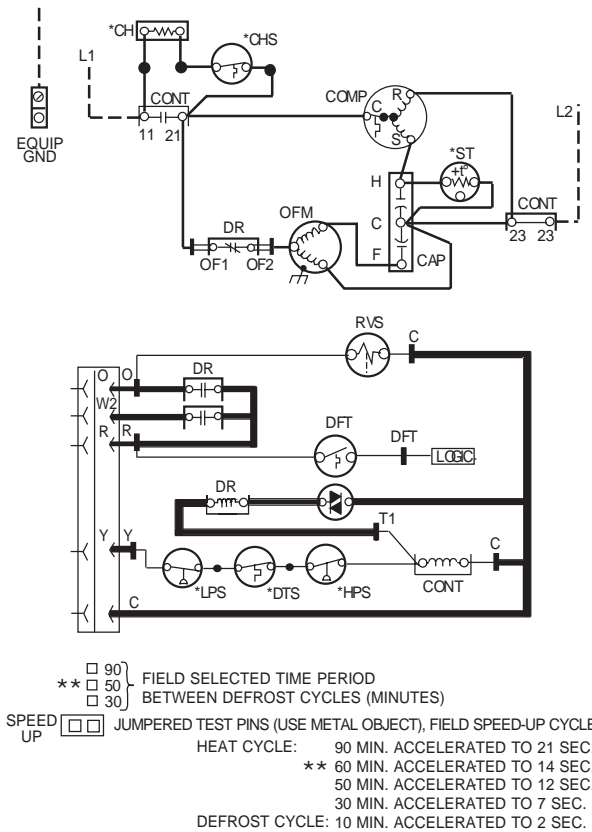 *CH
*CHS
L1
CONT
11 21
EQUIP
GND
COMP
C
R
S
L2
*ST
+t°
H
C
F
CAP
CONT
23 23
DR
OF1 OF2
OFM
RVS
C
O O
DR
W2
R R
DFT
DFT
LOGIC
DR
T1
Y Y
C
*LPS
*DTS
*HPS
CONT
C
90
** 50
30
FIELD SELECTED TIME PERIOD
BETWEEN DEFROST CYCLES (MINUTES)
SPEED
UP
JUMPERED TEST PINS (USE METAL OBJECT), FIELD SPEED-UP CYCLE
HEAT CYCLE: 90 MIN. ACCELERATED TO 21 SEC.
** 60 MIN. ACCELERATED TO 14 SEC.
50 MIN. ACCELERATED TO 12 SEC.
30 MIN. ACCELERATED TO 7 SEC.
DEFROST CYCLE: 10 MIN. ACCELERATED TO 2 SEC.